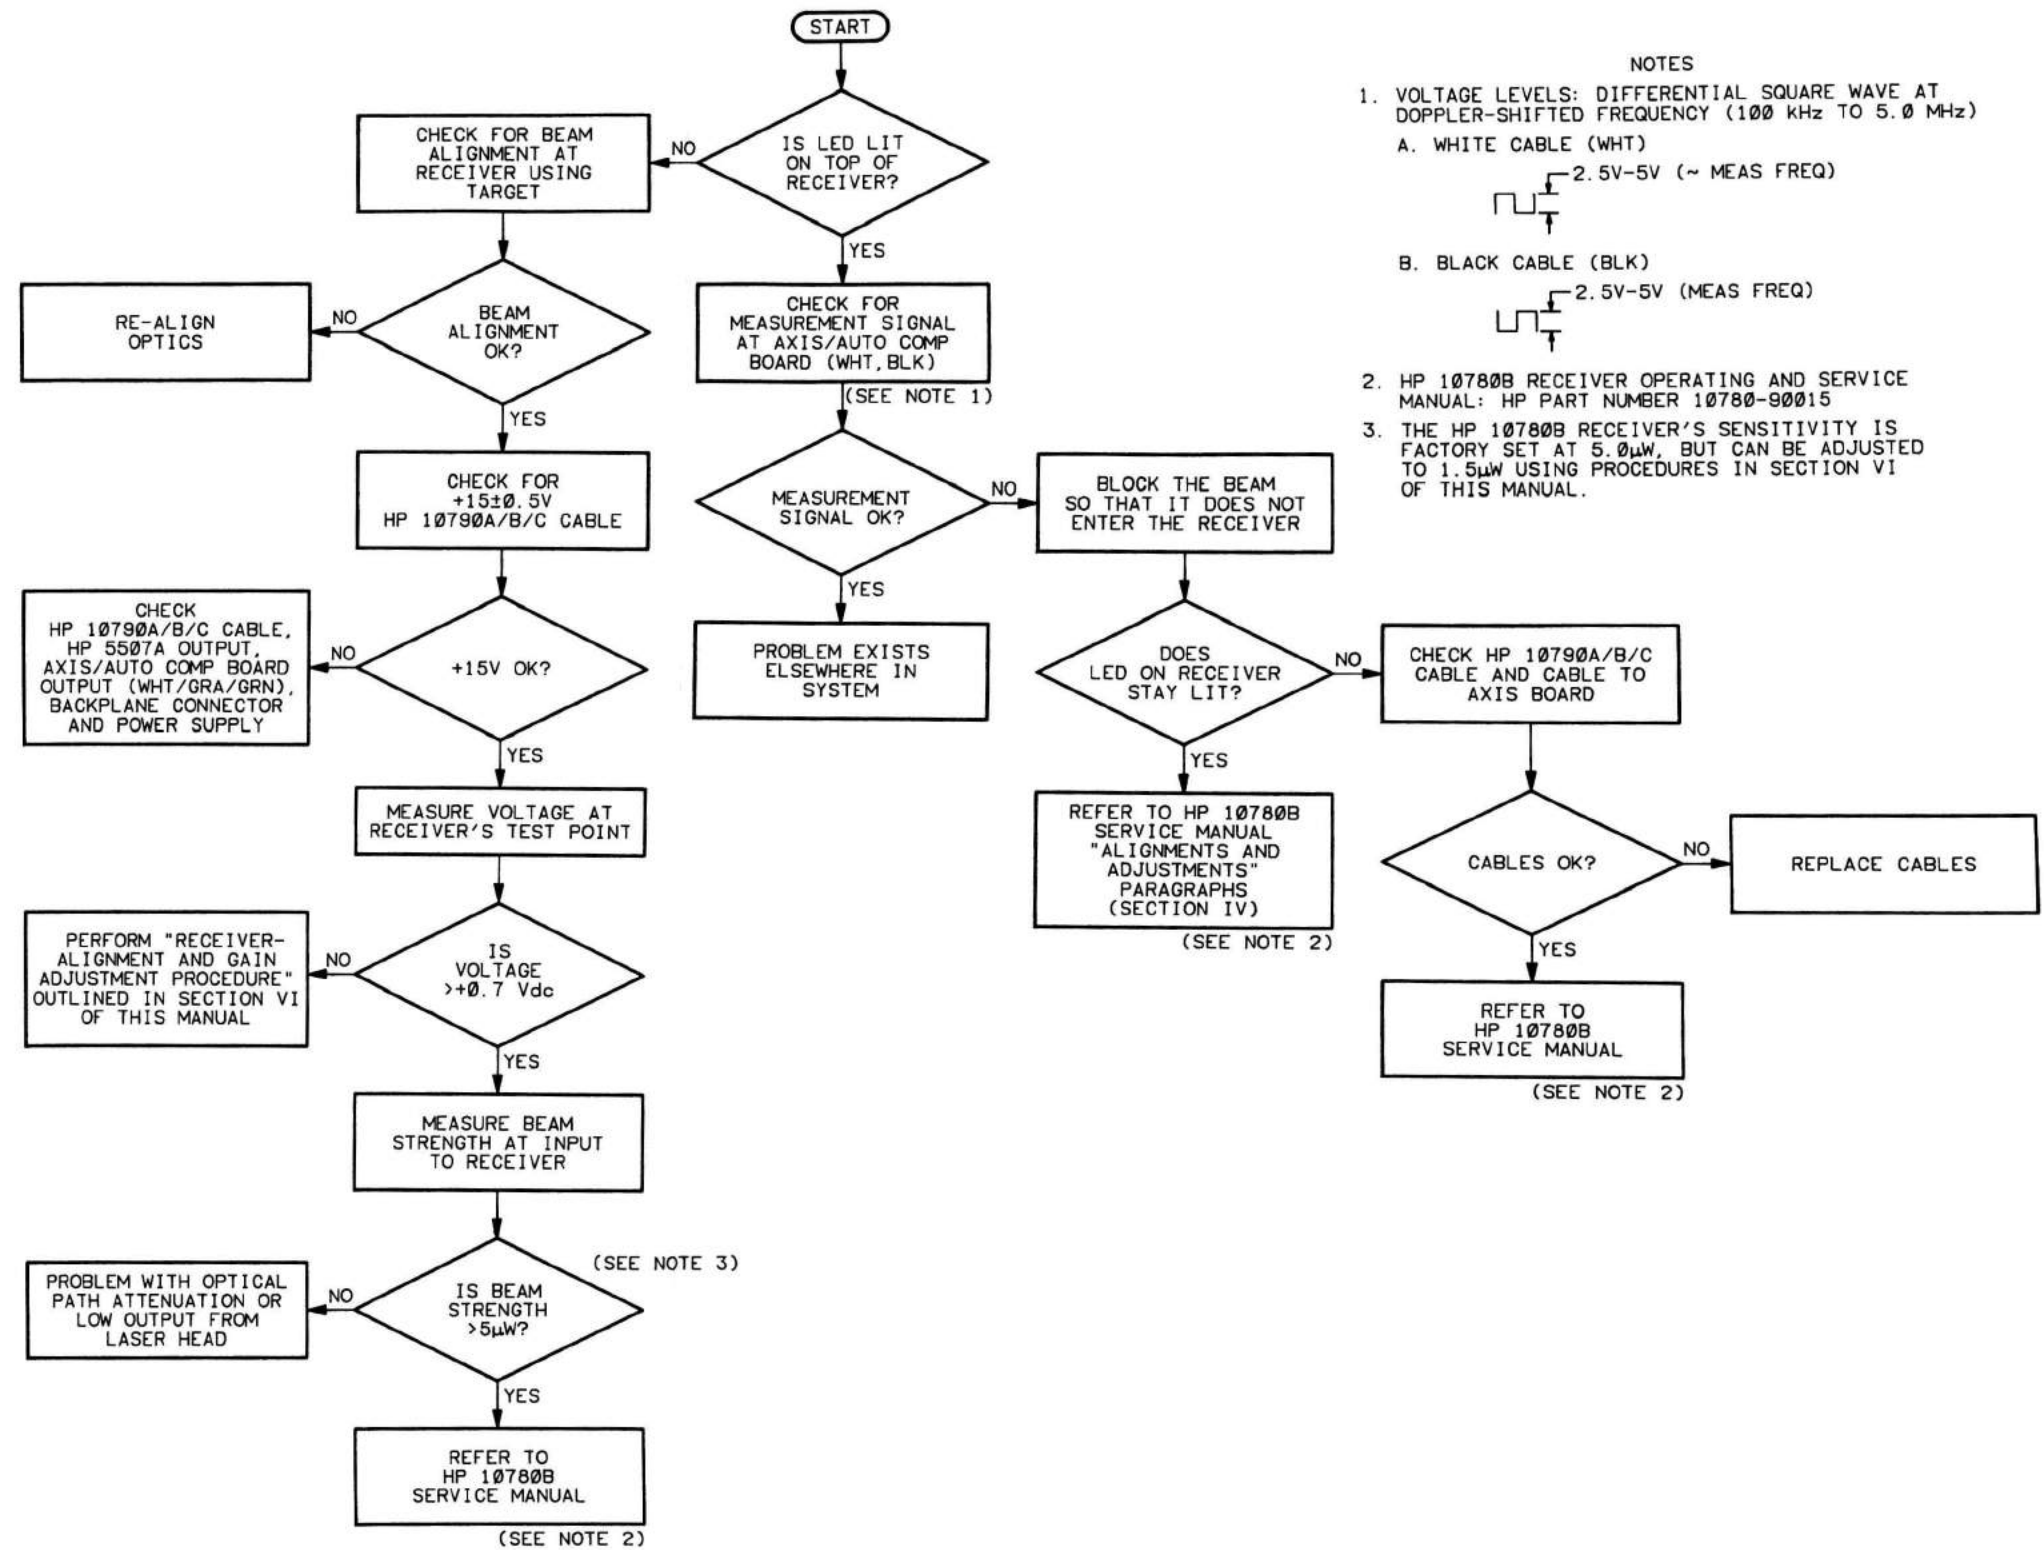 START
IS LED LIT
ON TOP OF
RECEIVER?
NO
YES
CHECK FOR BEAM
ALIGNMENT AT
RECEIVER USING
TARGET
BEAM
ALIGNMENT
OK?
NO
RE-ALIGN
OPTICS
YES
CHECK FOR
+15±0.5V
HP 10790A/B/C CABLE
+15V OK?
NO
CHECK
HP 10790A/B/C CABLE,
HP 5507A OUTPUT,
AXIS/AUTO COMP BOARD
OUTPUT (WHT/GRA/GRN),
BACKPLANE CONNECTOR
AND POWER SUPPLY
YES
MEASURE VOLTAGE AT
RECEIVER'S TEST POINT
IS
VOLTAGE
>+0.7 Vdc
NO
PERFORM "RECEIVER-
ALIGNMENT AND GAIN
ADJUSTMENT PROCEDURE"
OUTLINED IN SECTION VI
OF THIS MANUAL
YES
MEASURE BEAM
STRENGTH AT INPUT
TO RECEIVER
(SEE NOTE 3)
IS BEAM
STRENGTH
>5µW?
NO
PROBLEM WITH OPTICAL
PATH ATTENUATION OR
LOW OUTPUT FROM
LASER HEAD
YES
REFER TO
HP 10780B
SERVICE MANUAL
(SEE NOTE 2)
CHECK FOR
MEASUREMENT SIGNAL
AT AXIS/AUTO COMP
BOARD (WHT,BLK)
(SEE NOTE 1)
MEASUREMENT
SIGNAL OK?
NO
YES
PROBLEM EXISTS
ELSEWHERE IN
SYSTEM
BLOCK THE BEAM
SO THAT IT DOES NOT
ENTER THE RECEIVER
DOES
LED ON RECEIVER
STAY LIT?
NO
YES
REFER TO HP 10780B
SERVICE MANUAL
"ALIGNMENTS AND
ADJUSTMENTS"
PARAGRAPHS
(SECTION IV)
(SEE NOTE 2)
CHECK HP 10790A/B/C
CABLE AND CABLE TO
AXIS BOARD
CABLES OK?
NO
REPLACE CABLES
YES
REFER TO
HP 10780B
SERVICE MANUAL
(SEE NOTE 2)
NOTES
1. VOLTAGE LEVELS: DIFFERENTIAL SQUARE WAVE AT
DOPPLER-SHIFTED FREQUENCY (100 KHz TO 5.0 MHz)
A. WHITE CABLE (WHT)
2.5V-5V (~ MEAS FREQ)
B. BLACK CABLE (BLK)
2.5V-5V (MEAS FREQ)
2. HP 10780B RECEIVER OPERATING AND SERVICE
MANUAL: HP PART NUMBER 10780-90015
3. THE HP 10780B RECEIVER'S SENSITIVITY IS
FACTORY SET AT 5.0µW, BUT CAN BE ADJUSTED
TO 1.5µW USING PROCEDURES IN SECTION VI
OF THIS MANUAL.